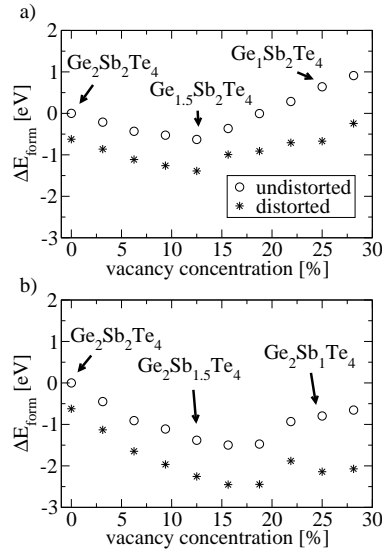 a)
2
1
0
-1
-2
-3
ΔE_form [eV]
Ge₂Sb₂Te₄
Ge₁.₅Sb₂Te₄
Ge₁Sb₂Te₄
undistorted
distorted
0 5 10 15 20 25 30
vacancy concentration [%]
b)
2
1
0
-1
-2
-3
ΔE_form [eV]
Ge₂Sb₂Te₄
Ge₂Sb₁.₅Te₄
Ge₂Sb₁Te₄
0 5 10 15 20 25 30
vacancy concentration [%]